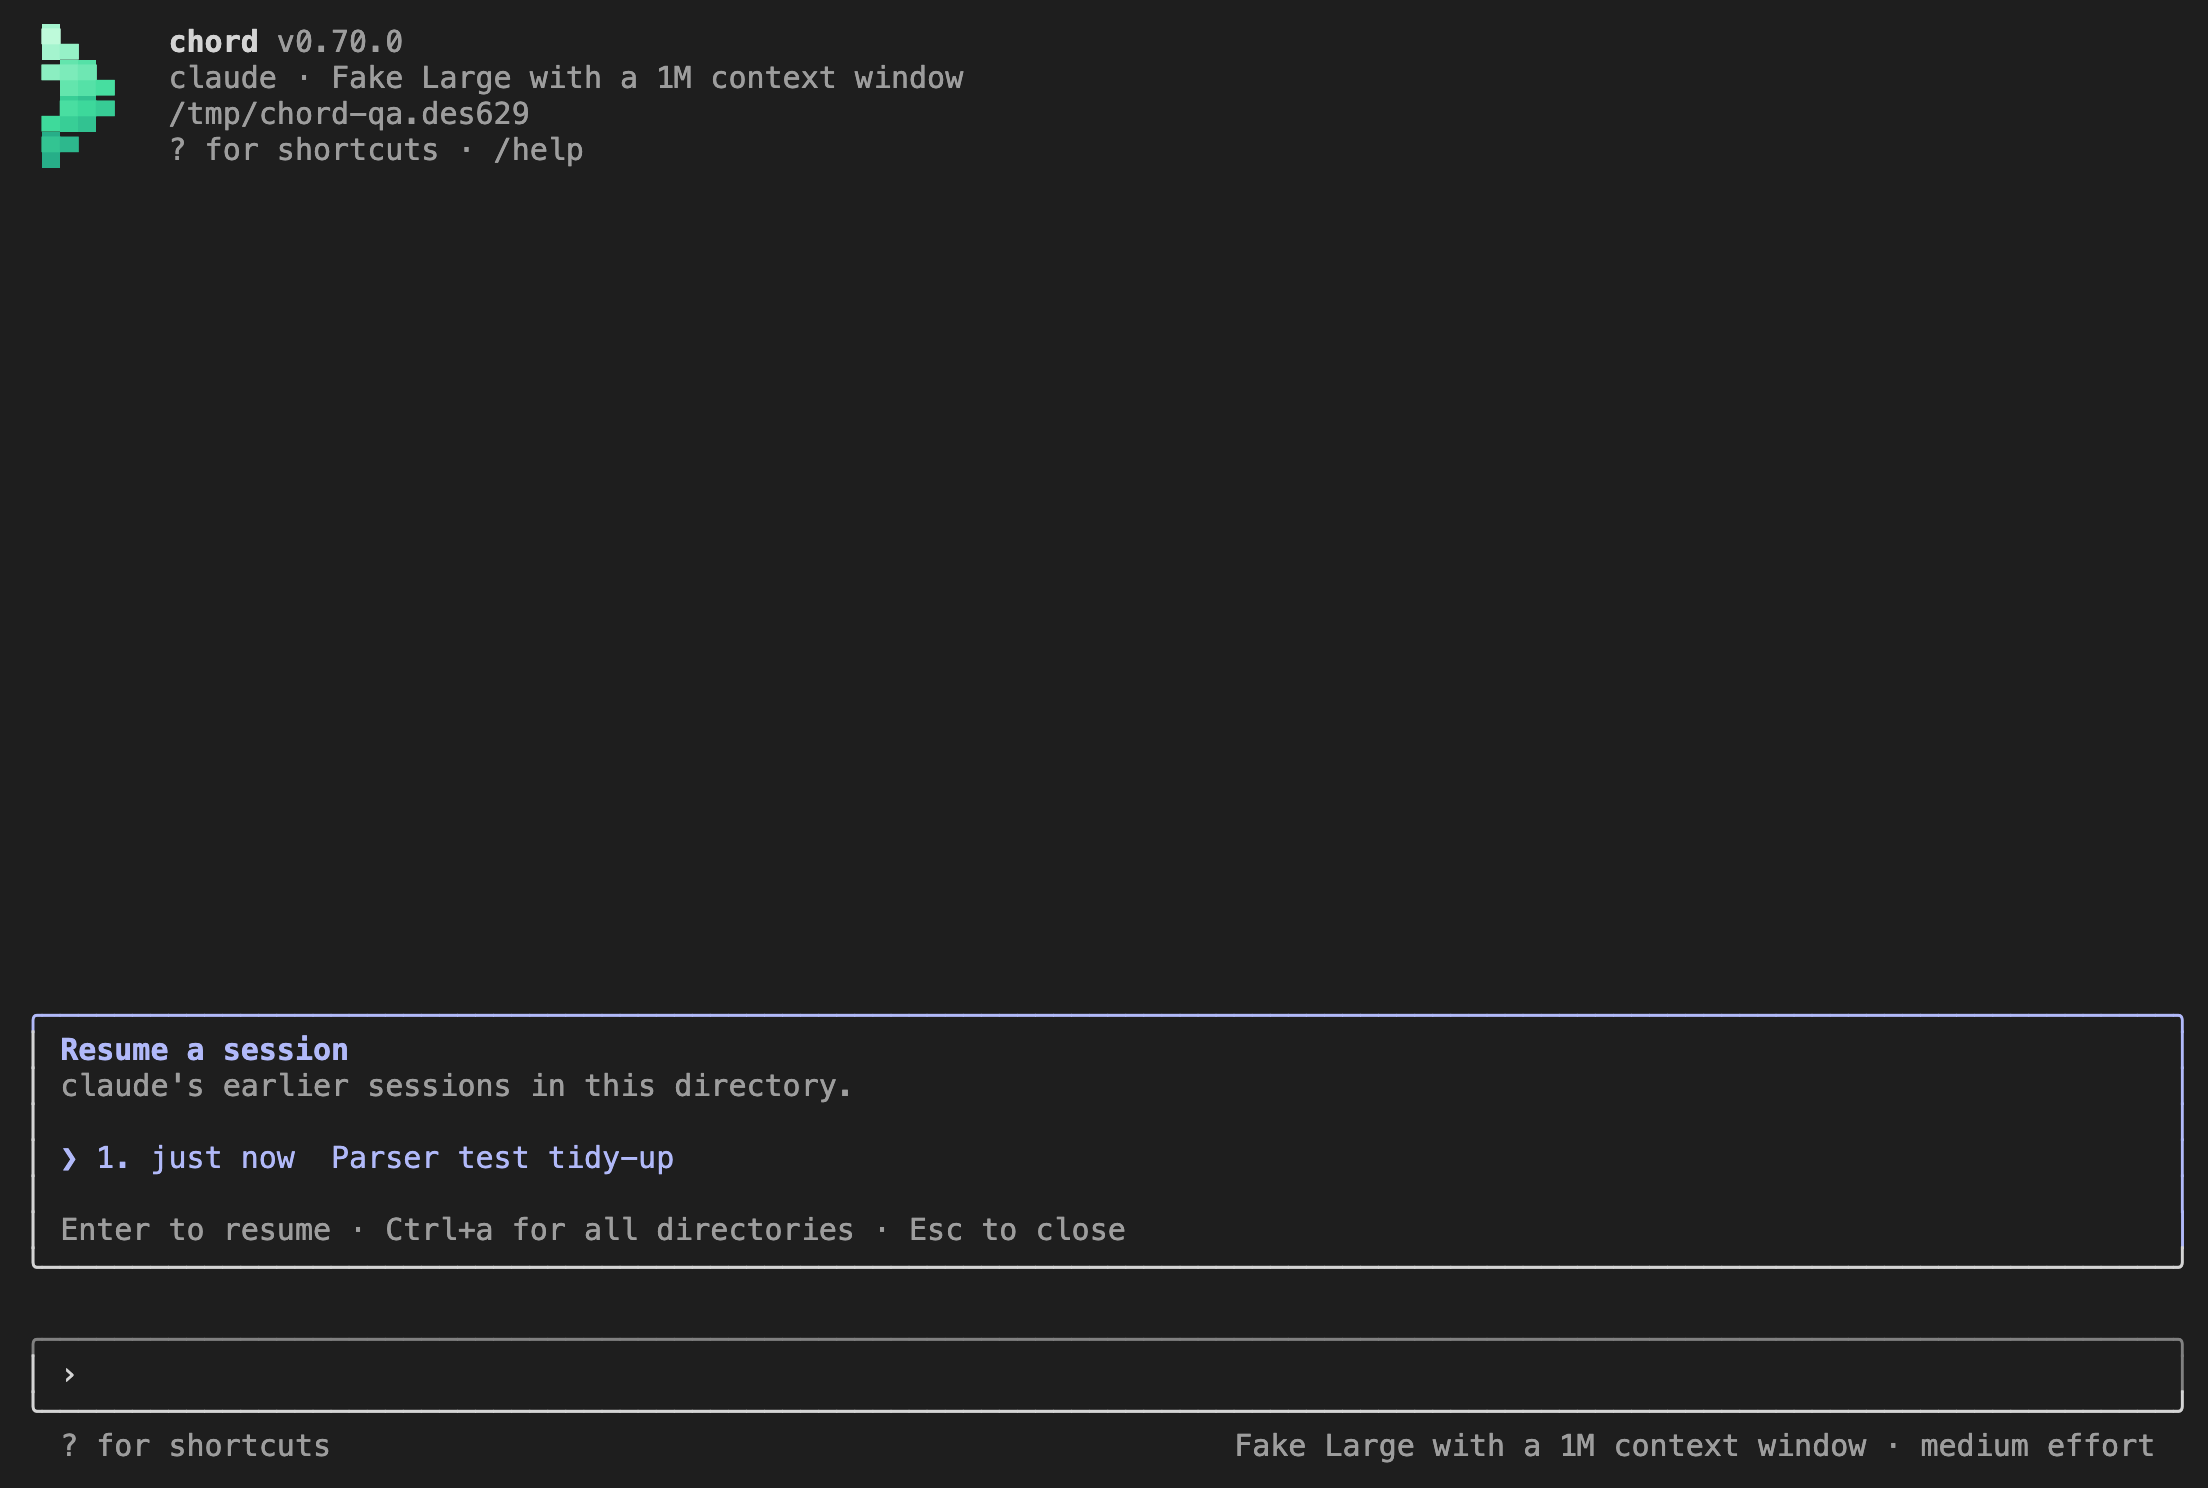 chord v0.70.0
claude · Fake Large with a 1M context window
/tmp/chord-qa.des629
? for shortcuts · /help
Resume a session
claude's earlier sessions in this directory.
❯ 1. just now  Parser test tidy-up
Enter to resume · Ctrl+a for all directories · Esc to close
›
? for shortcuts Fake Large with a 1M context window · medium effort